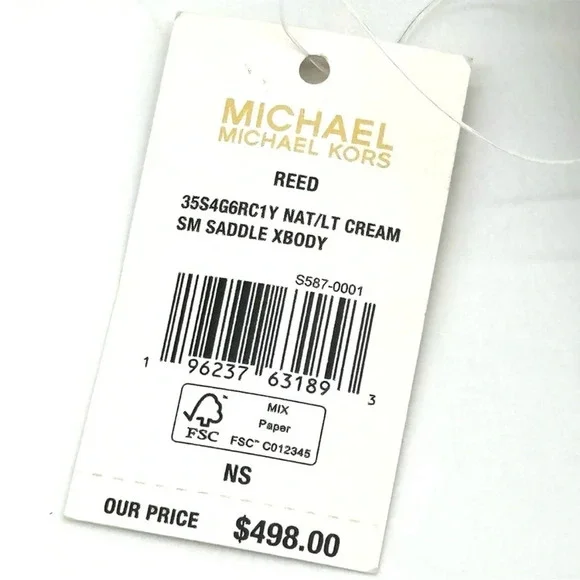 MICHAEL
MICHAEL KORS
REED
35S4G6RC1Y NAT/LT CREAM
SM SADDLE XBODY
S587-0001
1 96237 63189 3
FSC
MIX
Paper
FSC™ C012345
NS
OUR PRICE $498.00